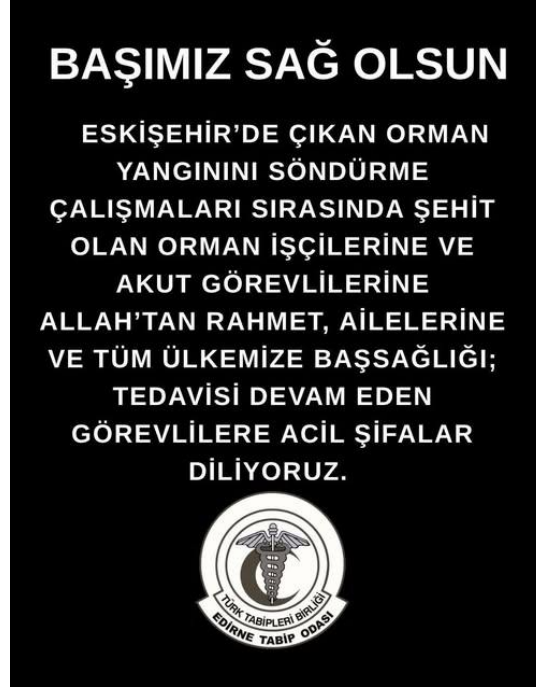 BAŞIMIZ SAĞ OLSUN
ESKİŞEHİR’DE ÇIKAN ORMAN
YANGININI SÖNDÜRME
ÇALIŞMALARI SIRASINDA ŞEHİT
OLAN ORMAN İŞÇİLERİNE VE
AKUT GÖREVLİLERİNE
ALLAH’TAN RAHMET, AİLELERİNE
VE TÜM ÜLKEMİZE BAŞSAĞLIĞI;
TEDAVİSİ DEVAM EDEN
GÖREVLİLERE ACİL ŞİFALAR
DİLİYORUZ.
TÜRK TABİPLERİ BİRLİĞİ
EDİRNE TABİP ODASI